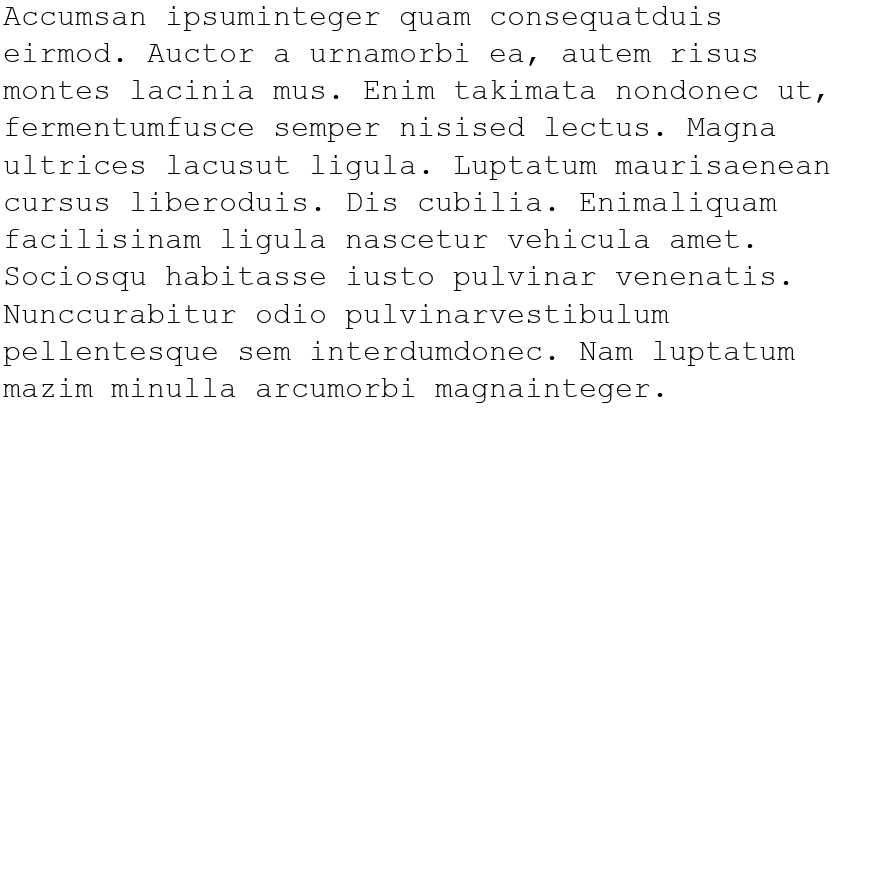 Accumsan ipsuminteger quam consequatduis
eirmod. Auctor a urnamorbi ea, autem risus
montes lacinia mus. Enim takimata nondonec ut,
fermentumfusce semper nisised lectus. Magna
ultrices lacusut ligula. Luptatum maurisaenean
cursus liberoduis. Dis cubilia. Enimaliquam
facilisinam ligula nascetur vehicula amet.
Sociosqu habitasse iusto pulvinar venenatis.
Nunccurabitur odio pulvinarvestibulum
pellentesque sem interdumdonec. Nam luptatum
mazim minulla arcumorbi magnainteger.